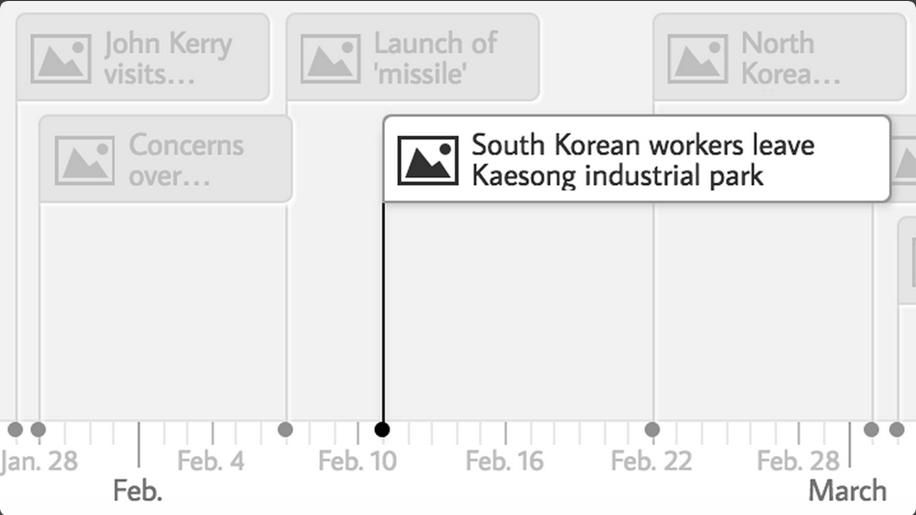 John Kerry
visits...
Launch of
'missile'
North
Korea...
Concerns
over...
South Korean workers leave
Kaesong industrial park
Jan. 28
Feb. 4
Feb. 10
Feb. 16
Feb. 22
Feb. 28
Feb.
March